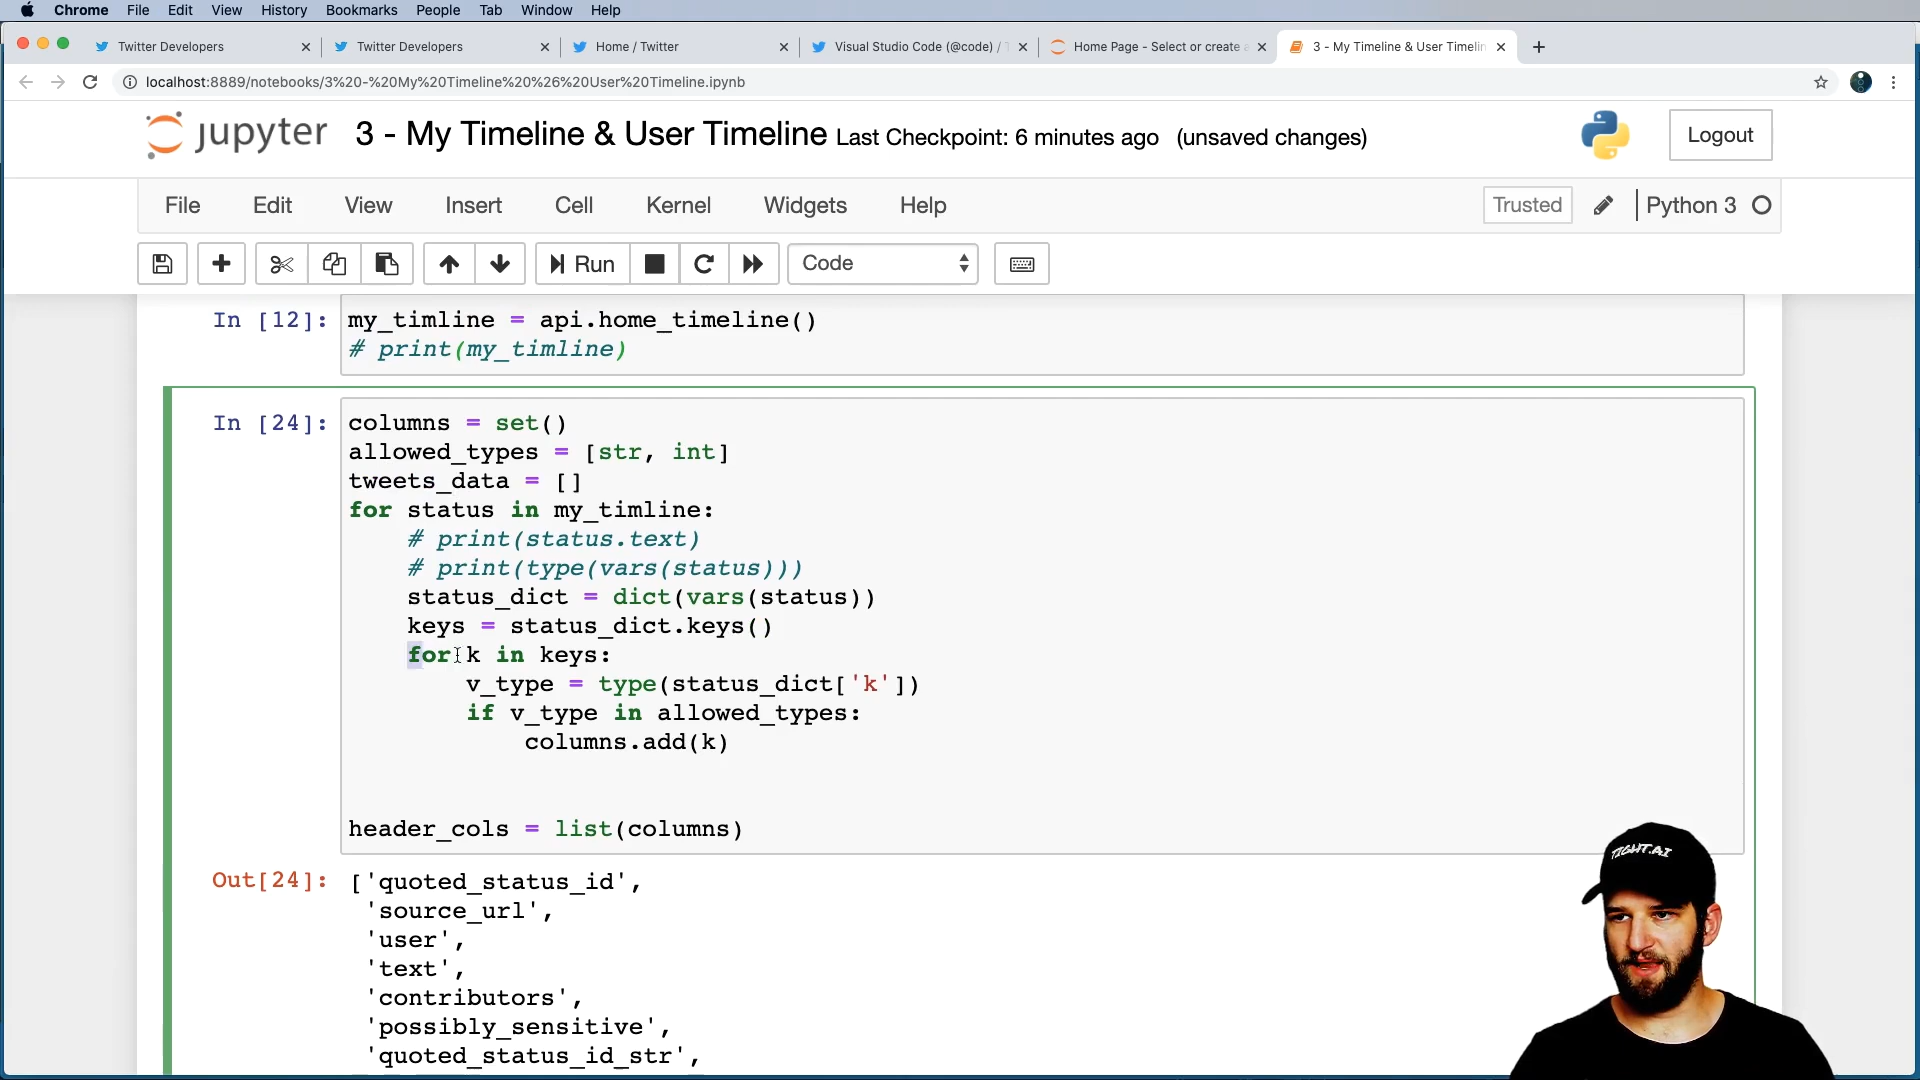 Chrome File Edit View History Bookmarks People Tab Window Help
Twitter Developers
Twitter Developers
Home / Twitter
Visual Studio Code (@code) /
Home Page - Select or create a
3 - My Timeline & User Timelin
localhost:8889/notebooks/3%20-%20My%20Timeline%20%26%20User%20Timeline.ipynb
jupyter 3 - My Timeline & User Timeline Last Checkpoint: 6 minutes ago (unsaved changes)
Logout
File Edit View Insert Cell Kernel Widgets Help
Trusted
Python 3
Run
Code
In [12]: my_timline = api.home_timeline()
# print(my_timline)
In [24]: columns = set()
allowed_types = [str, int]
tweets_data = []
for status in my_timline:
    # print(status.text)
    # print(type(vars(status)))
    status_dict = dict(vars(status))
    keys = status_dict.keys()
    for k in keys:
        v_type = type(status_dict['k'])
        if v_type in allowed_types:
            columns.add(k)
header_cols = list(columns)
Out[24]: ['quoted_status_id',
 'source_url',
 'user',
 'text',
 'contributors',
 'possibly_sensitive',
 'quoted_status_id_str',
TIGHT.AI